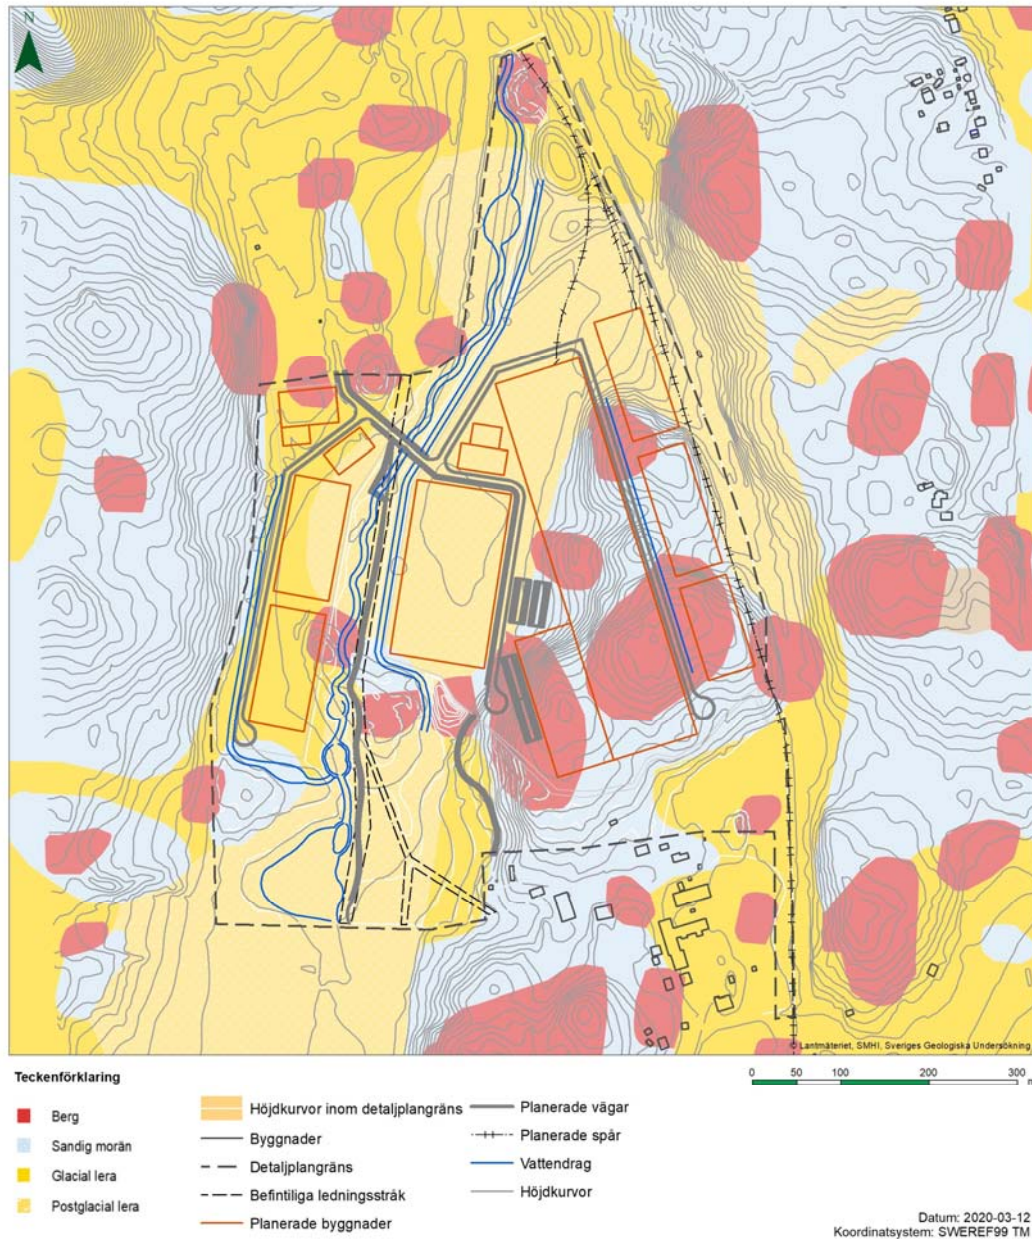 N
© Lantmäteriet, SMHI, Sveriges Geologiska Undersökning
Teckenförklaring
Berg
Sandig morän
Glacial lera
Postglacial lera
Höjdkurvor inom detaljplangräns
Byggnader
Detaljplangräns
Befintiliga ledningsstråk
Planerade byggnader
Planerade vägar
Planerade spår
Vattendrag
Höjdkurvor
0 50 100 200 300
Datum: 2020-03-12
Koordinatsystem: SWEREF99 TM